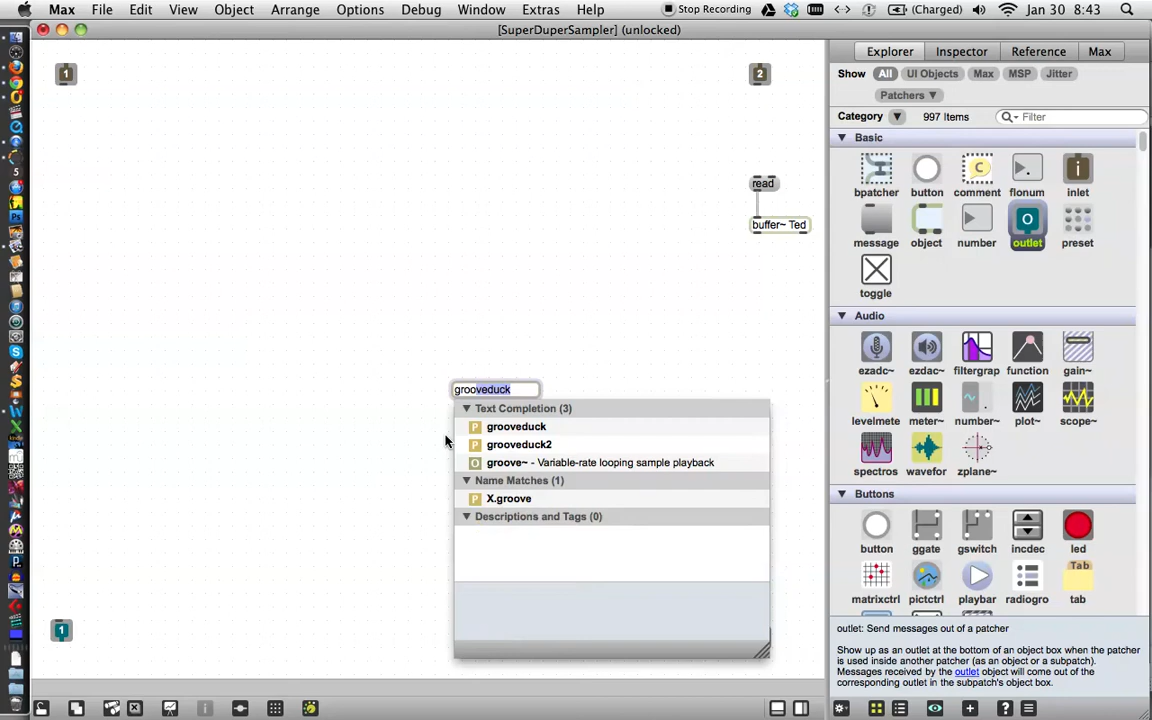 Max File Edit View Object Arrange Options Debug Window Extras Help Stop Recording (Charged) Jan 30 8:43
[SuperDuperSampler] (unlocked)
1
2
read
buffer~ Ted
grooveduck
Text Completion (3)
P grooveduck
P grooveduck2
O groove~ - Variable-rate looping sample playback
Name Matches (1)
P X.groove
Descriptions and Tags (0)
1
Explorer Inspector Reference Max
Show All UI Objects Max MSP Jitter
Patchers ▼
Category ▼ 997 Items Filter
Basic
bpatcher button comment flonum inlet
message object number outlet preset
toggle
Audio
ezadc~ ezdac~ filtergrap function gain~
levelmete meter~ number~ plot~ scope~
spectros wavefor zplane~
Buttons
button ggate gswitch incdec led
Tab
matrixctrl pictctrl playbar radiogro tab
outlet: Send messages out of a patcher
Show up as an outlet at the bottom of an object box when the patcher
is used inside another patcher (as an object or a subpatch).
Messages received by the outlet object will come out of the
corresponding outlet in the subpatch's object box.